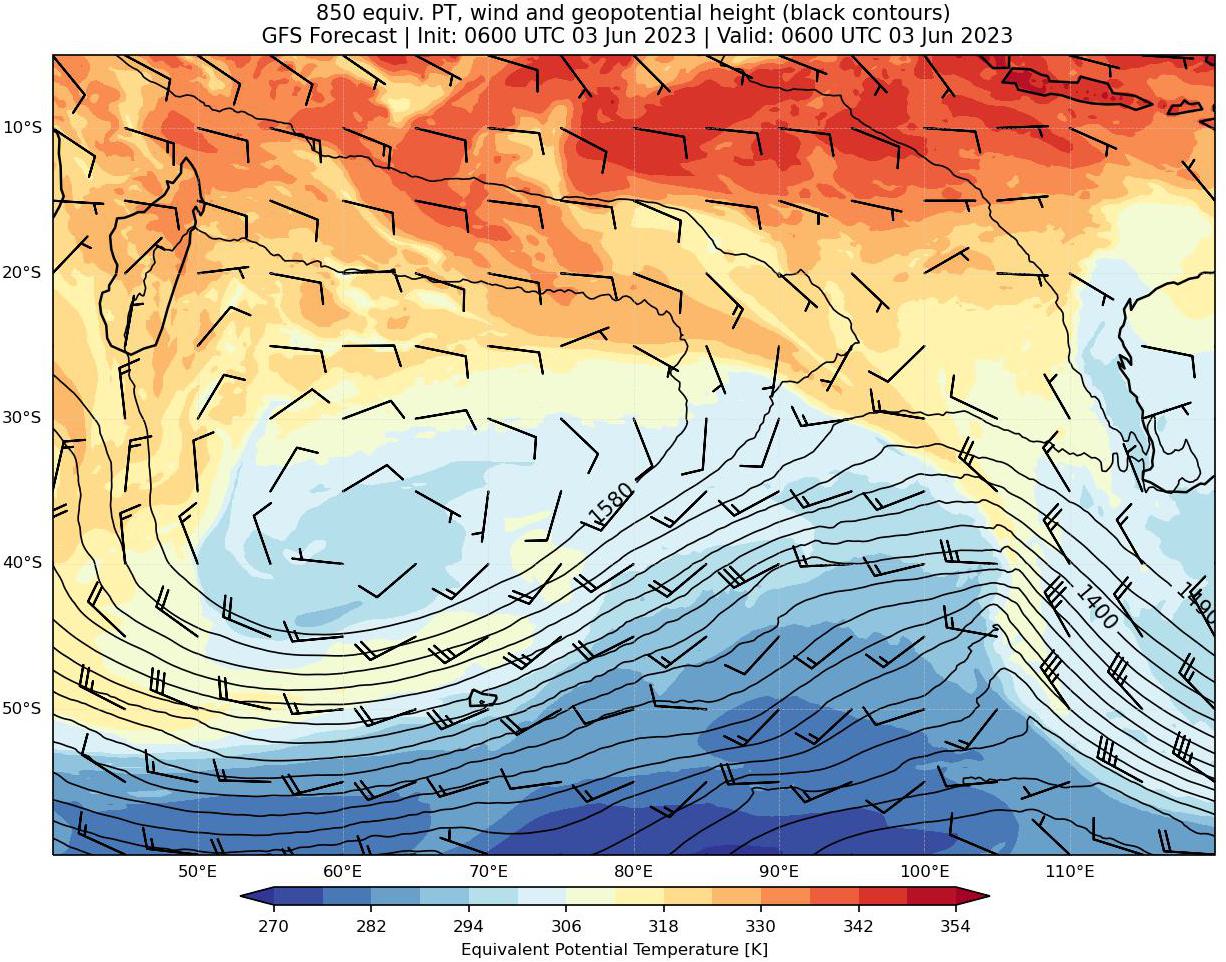 850 equiv. PT, wind and geopotential height (black contours)
GFS Forecast | Init: 0600 UTC 03 Jun 2023 | Valid: 0600 UTC 03 Jun 2023
10°S
20°S
30°S
1580
40°S
1400
1490
50°S
50°E 60°E 70°E 80°E 90°E 100°E 110°E
270 282 294 306 318 330 342 354
Equivalent Potential Temperature [K]